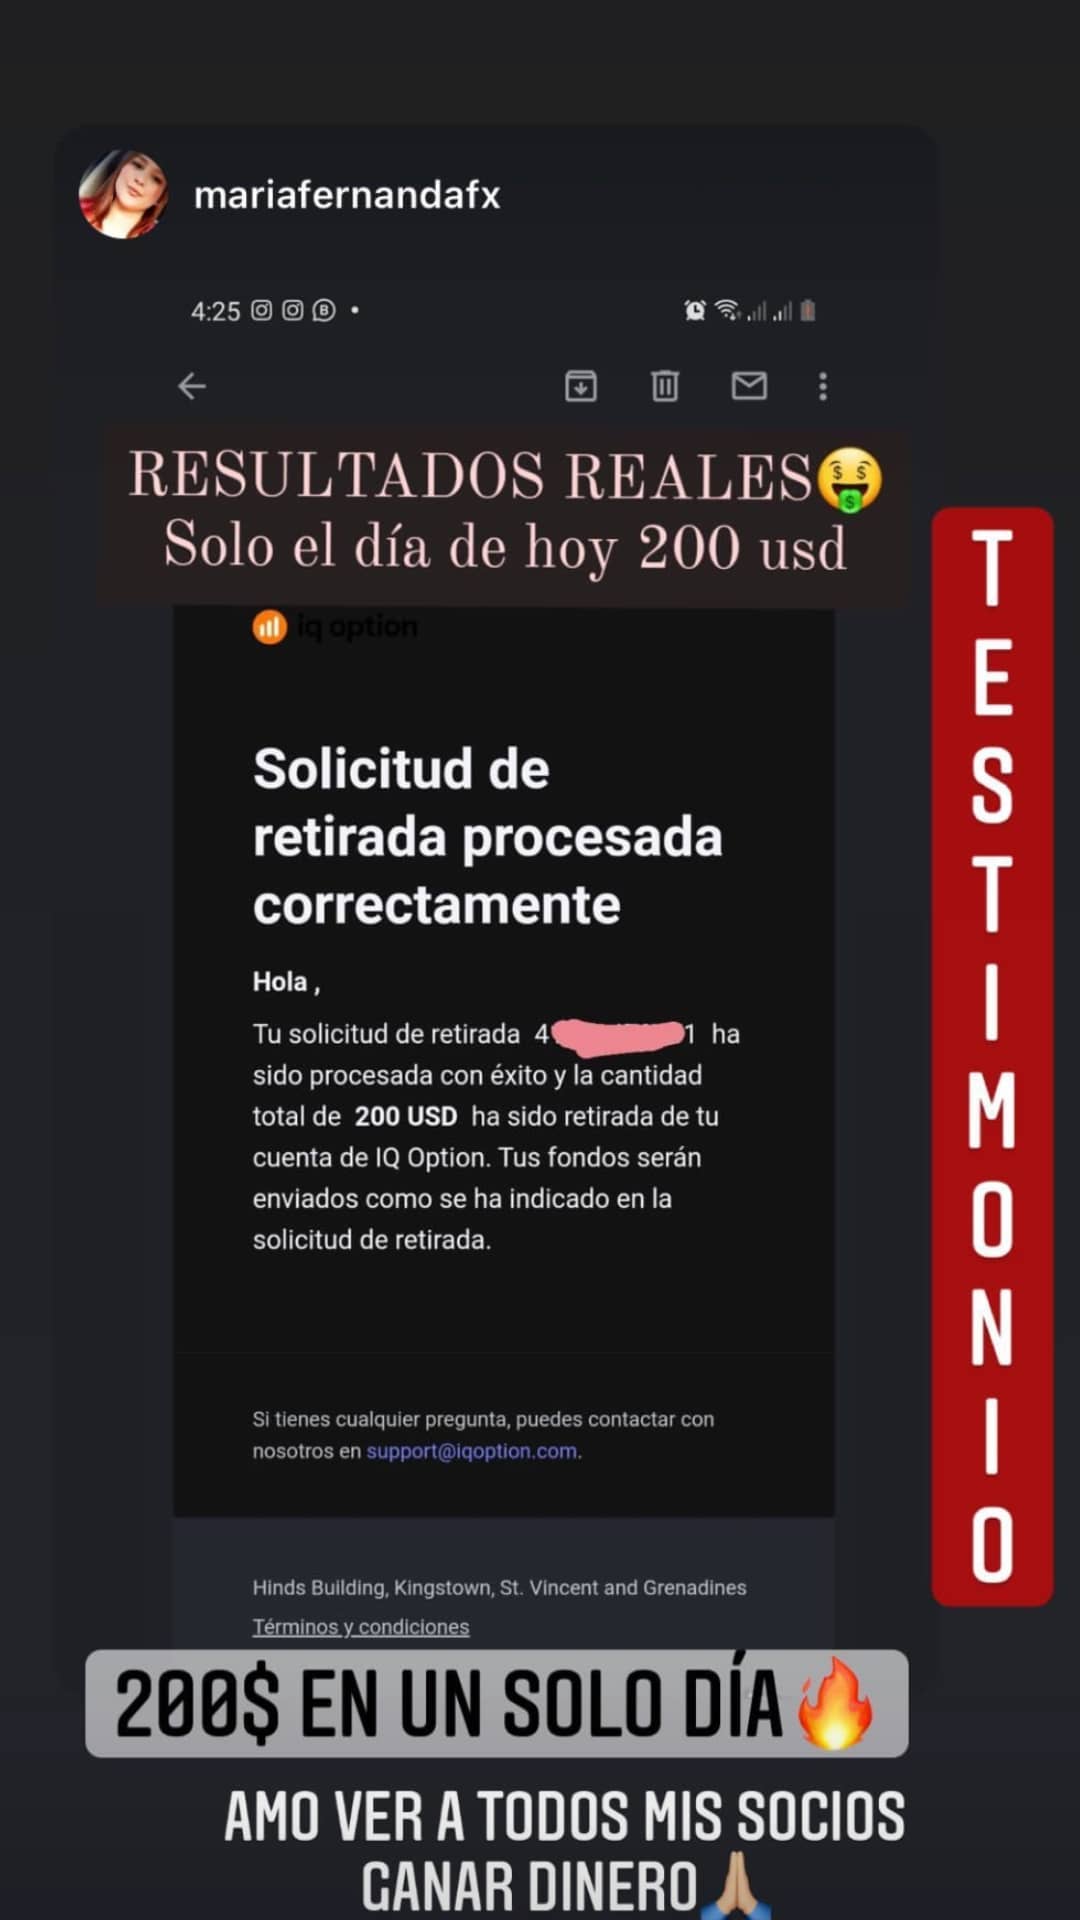 mariafernandafx
4:25
RESULTADOS REALES🤑
Solo el día de hoy 200 usd
iq option
Solicitud de
retirada procesada
correctamente
Hola ,
Tu solicitud de retirada 4 1 ha
sido procesada con éxito y la cantidad
total de 200 USD ha sido retirada de tu
cuenta de IQ Option. Tus fondos serán
enviados como se ha indicado en la
solicitud de retirada.
Si tienes cualquier pregunta, puedes contactar con
nosotros en support@iqoption.com.
Hinds Building, Kingstown, St. Vincent and Grenadines
Términos y condiciones
200$ EN UN SOLO DÍA🔥
AMO VER A TODOS MIS SOCIOS
GANAR DINERO🙏🏼
TESTIMONIO